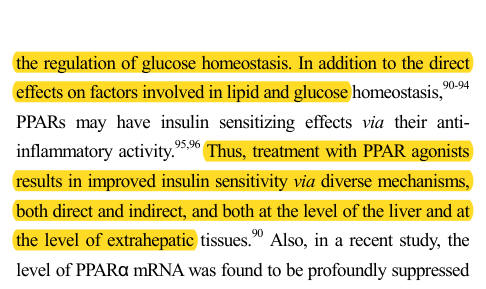 the regulation of glucose homeostasis. In addition to the direct
effects on factors involved in lipid and glucose homeostasis,90-94
PPARs may have insulin sensitizing effects via their anti-
inflammatory activity.95,96 Thus, treatment with PPAR agonists
results in improved insulin sensitivity via diverse mechanisms,
both direct and indirect, and both at the level of the liver and at
the level of extrahepatic tissues.90 Also, in a recent study, the
level of PPARα mRNA was found to be profoundly suppressed